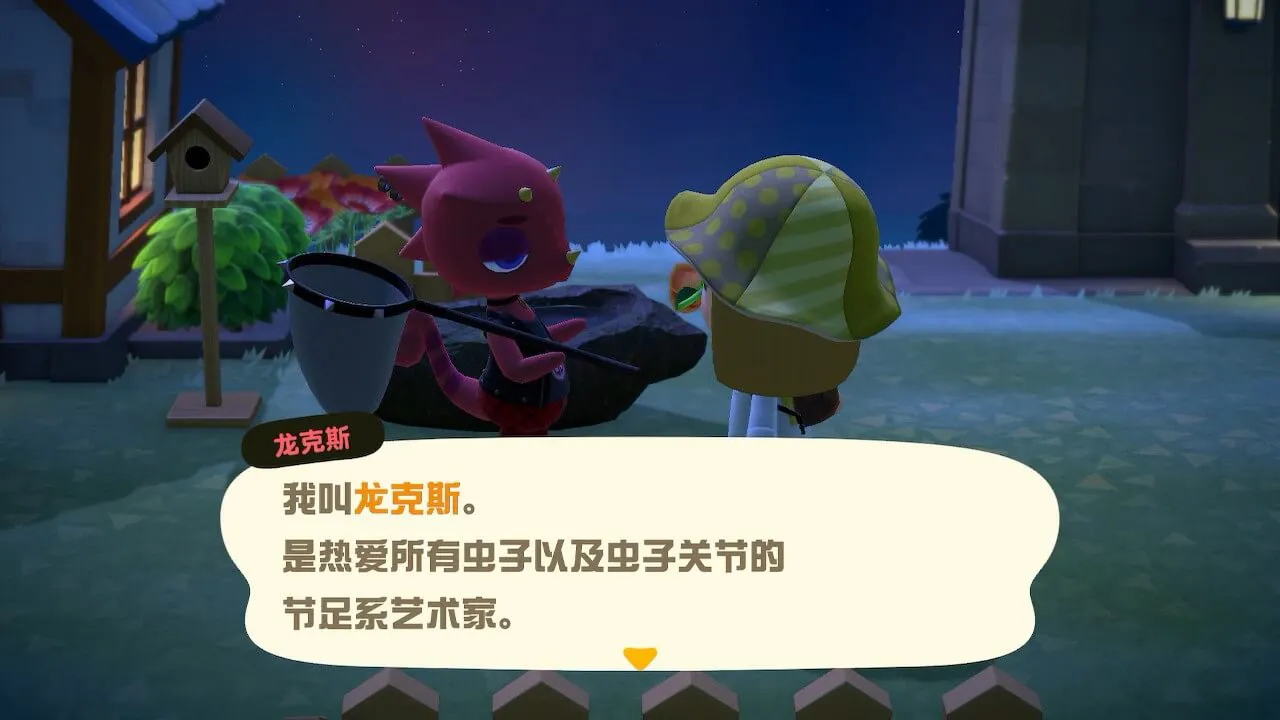 龙克斯
我叫龙克斯。
是热爱所有虫子以及虫子关节的
节足系艺术家。